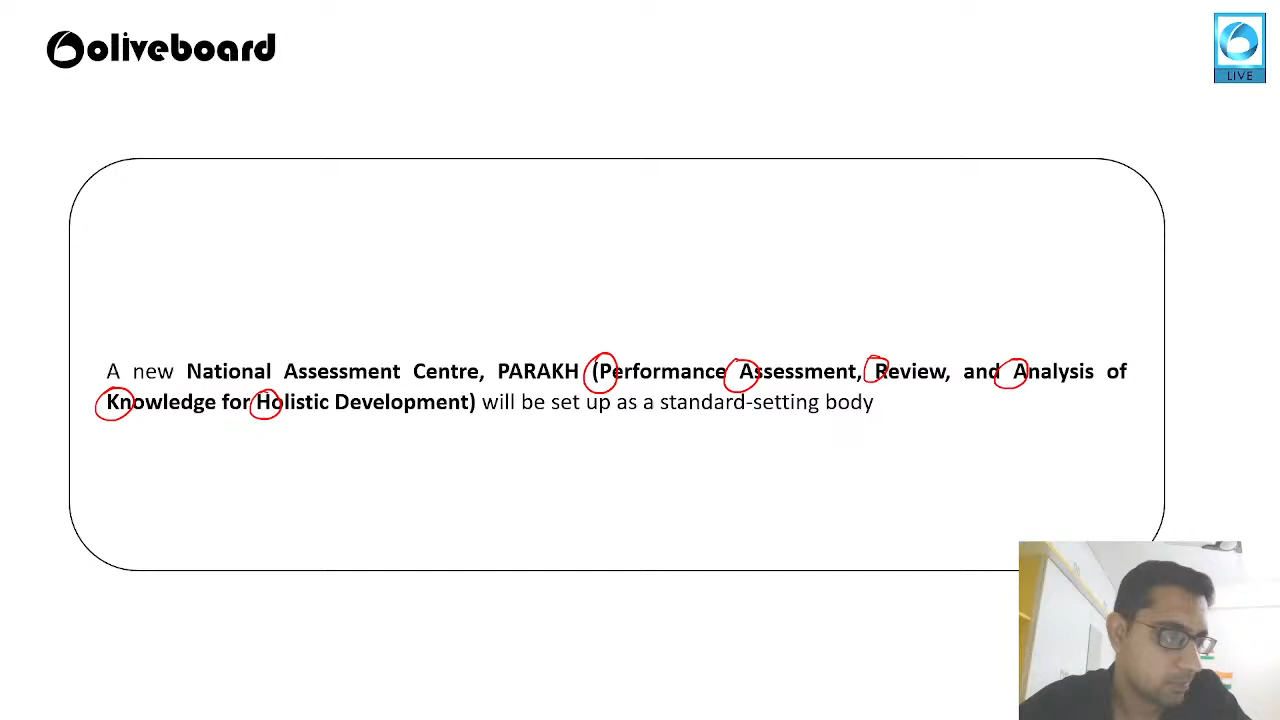 oliveboard
LIVE
A new National Assessment Centre, PARAKH (Performance Assessment, Review, and Analysis of
Knowledge for Holistic Development) will be set up as a standard-setting body